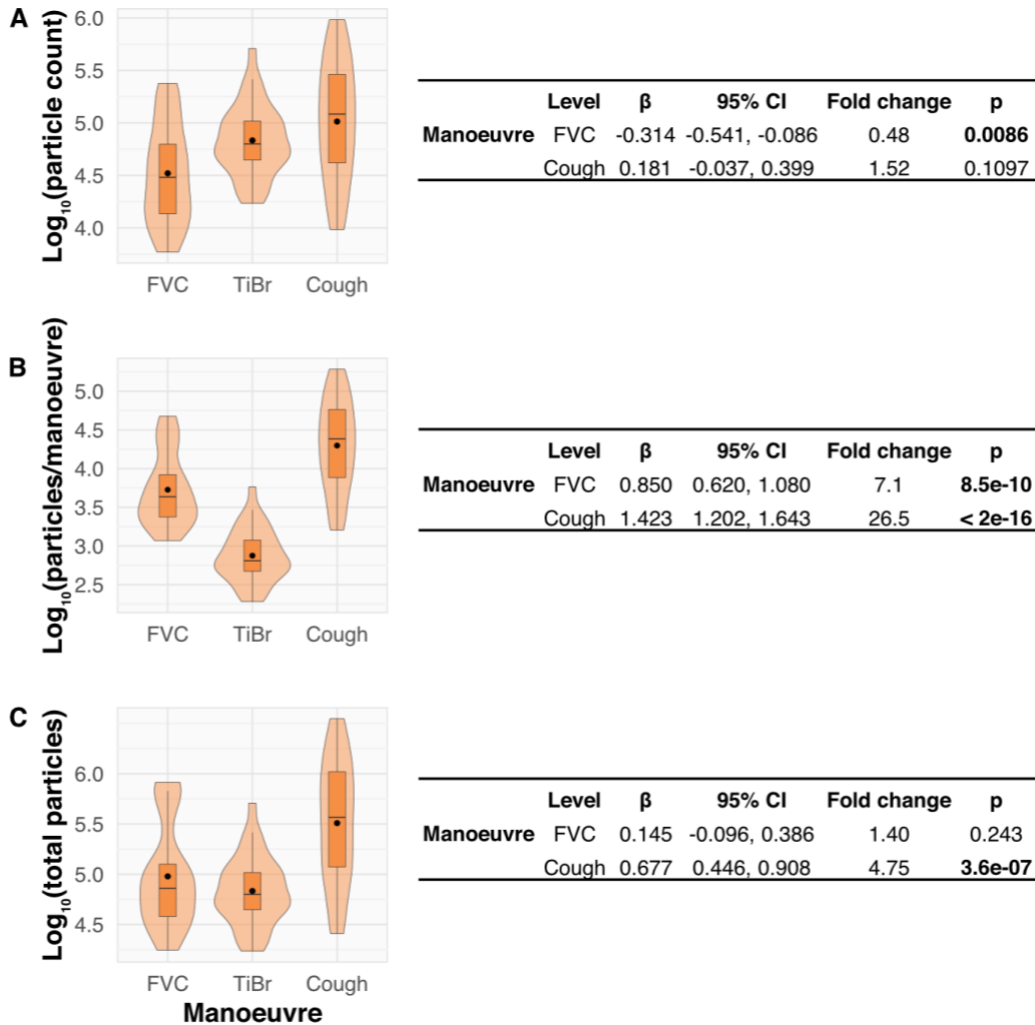 A
Log₁₀(particle count)
6.0
5.5
5.0
4.5
4.0
FVC TiBr Cough
Level β 95% CI Fold change p
Manoeuvre FVC -0.314 -0.541, -0.086 0.48 0.0086
Cough 0.181 -0.037, 0.399 1.52 0.1097
B
Log₁₀(particles/manoeuvre)
5.0
4.5
4.0
3.5
3.0
2.5
FVC TiBr Cough
Level β 95% CI Fold change p
Manoeuvre FVC 0.850 0.620, 1.080 7.1 8.5e-10
Cough 1.423 1.202, 1.643 26.5 < 2e-16
C
Log₁₀(total particles)
6.0
5.5
5.0
4.5
FVC TiBr Cough
Manoeuvre
Level β 95% CI Fold change p
Manoeuvre FVC 0.145 -0.096, 0.386 1.40 0.243
Cough 0.677 0.446, 0.908 4.75 3.6e-07